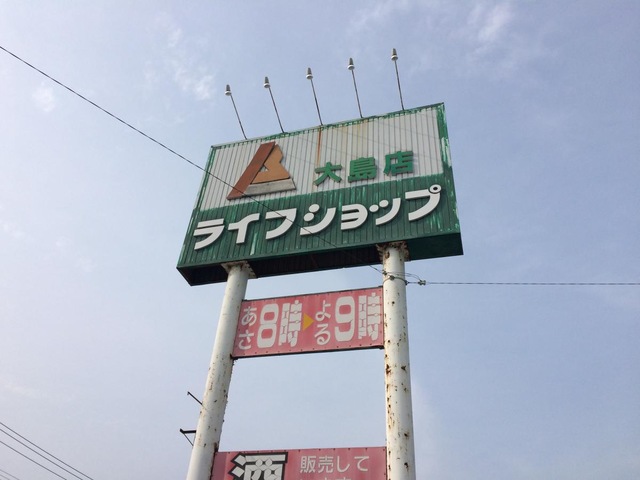 大島店
ライフショップ
あさ8時▶よる9時
酒 販売して